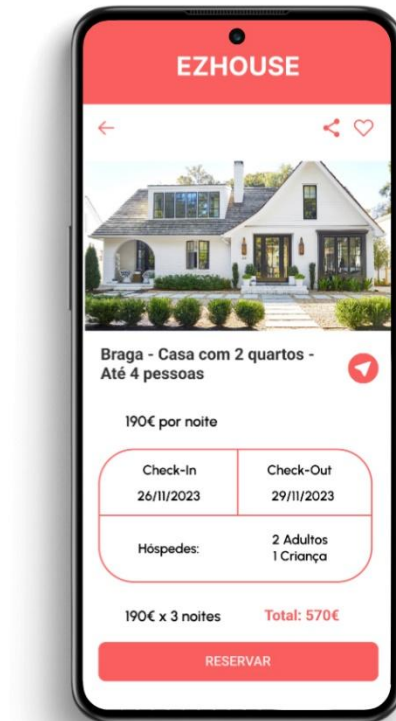 EZHOUSE
Braga - Casa com 2 quartos -
Até 4 pessoas
190€ por noite
Check-In
26/11/2023
Check-Out
29/11/2023
Hóspedes:
2 Adultos
1 Criança
190€ x 3 noites
Total: 570€
RESERVAR